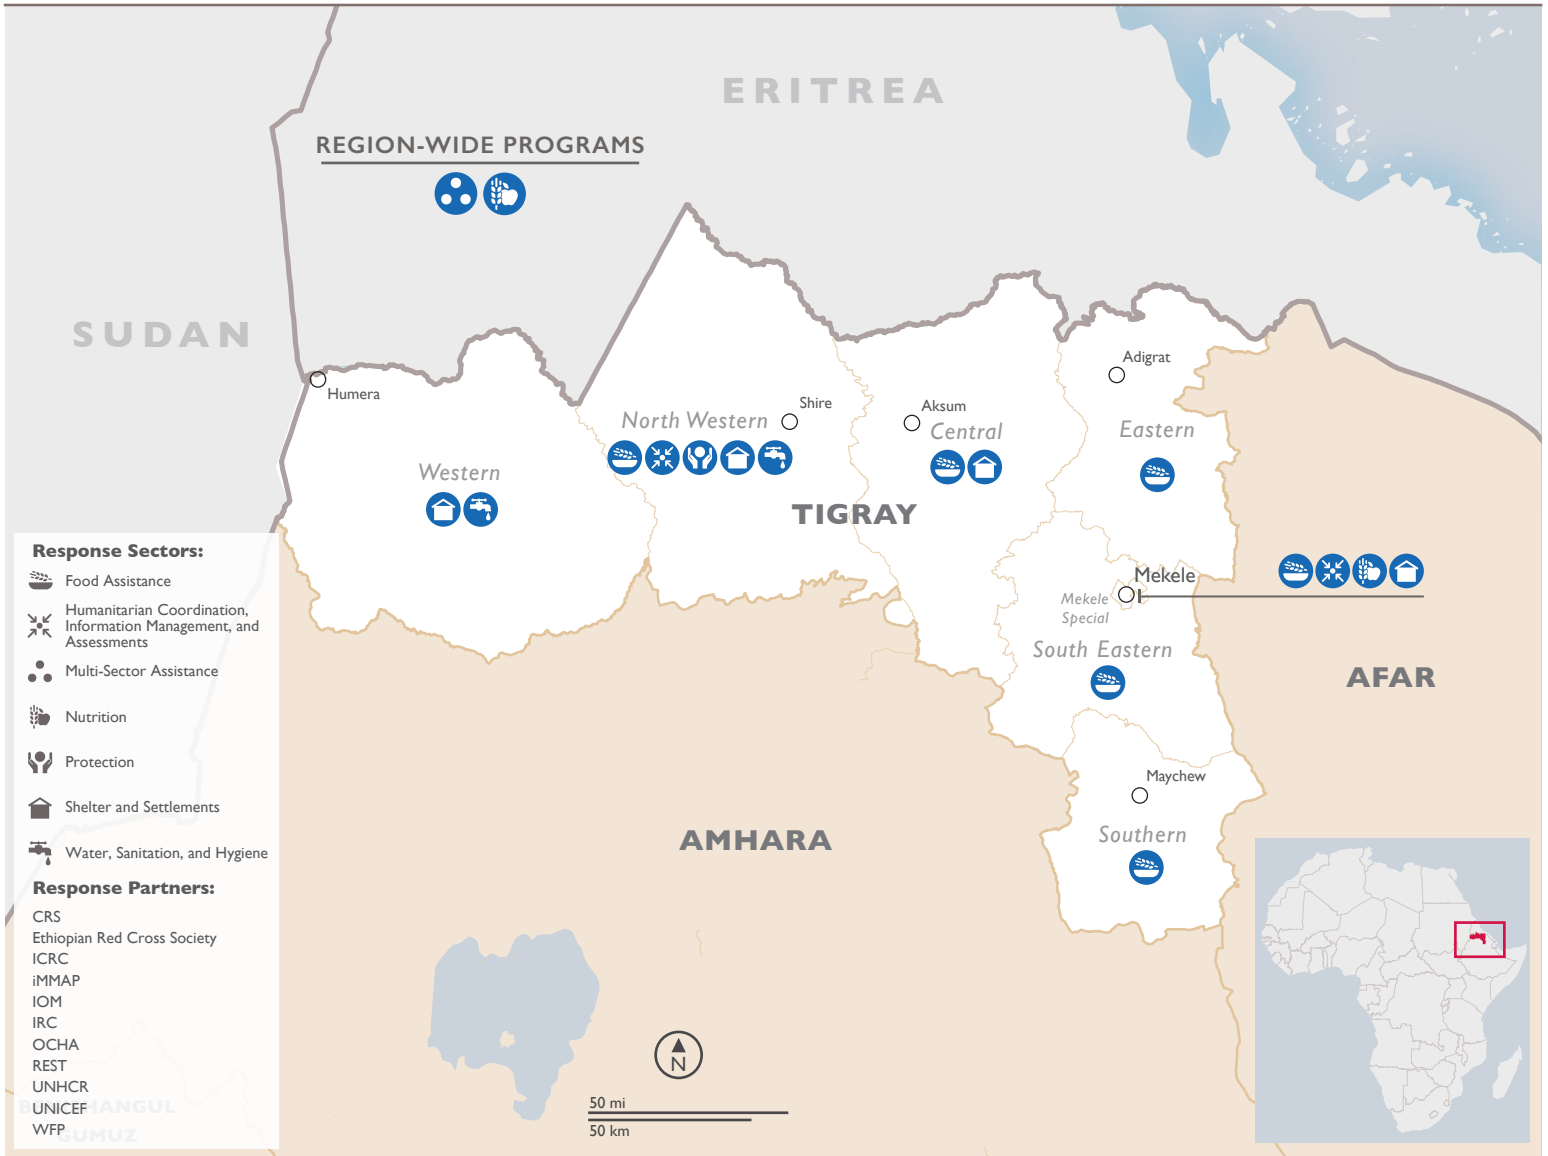 ERITREA
REGION-WIDE PROGRAMS
SUDAN
Humera
Adigrat
Shire
Aksum
North Western
Central
Eastern
Western
TIGRAY
Mekele
Mekele
Special
South Eastern
AFAR
Maychew
Southern
AMHARA
Response Sectors:
Food Assistance
Humanitarian Coordination,
Information Management, and
Assessments
Multi-Sector Assistance
Nutrition
Protection
Shelter and Settlements
Water, Sanitation, and Hygiene
Response Partners:
CRS
Ethiopian Red Cross Society
ICRC
iMMAP
IOM
IRC
OCHA
REST
UNHCR
UNICEF
WFP
GUMUZ
N
50 mi
50 km